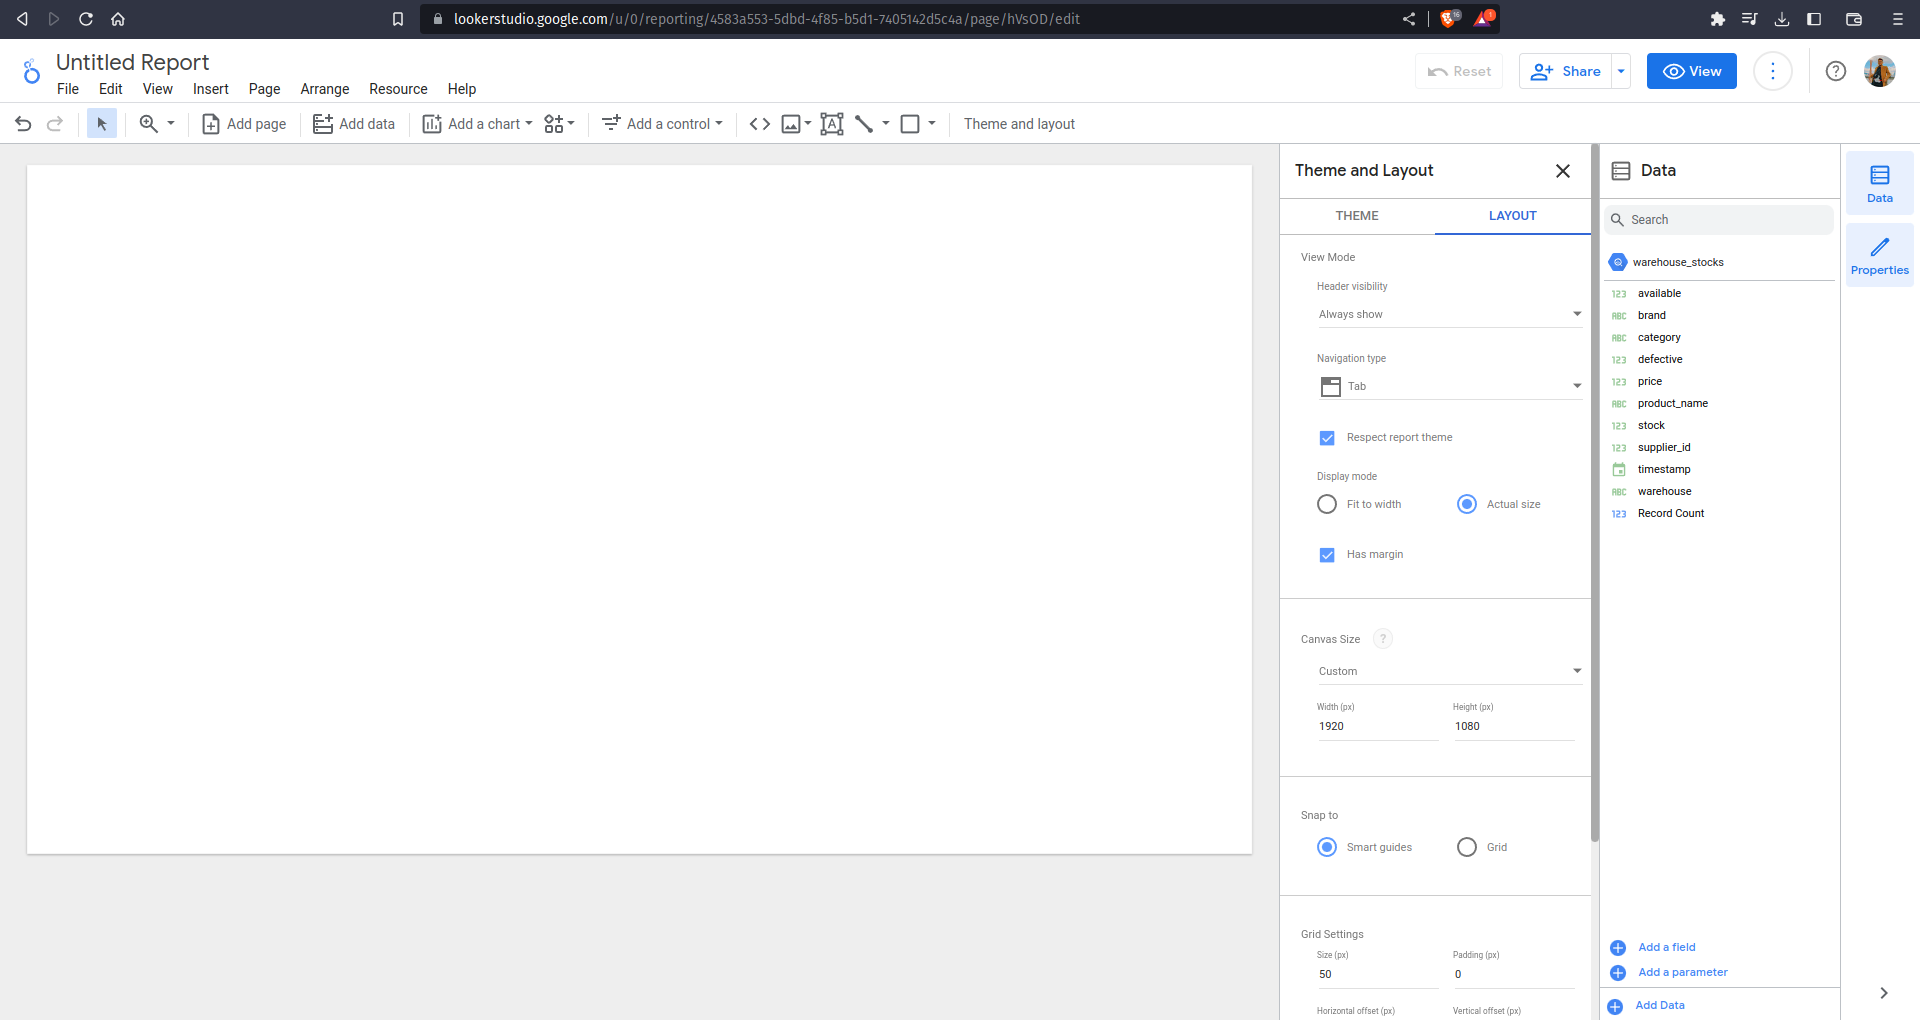 lookerstudio.google.com/u/0/reporting/4583a553-5dbd-4f85-b5d1-7405142d5c4a/page/hVsOD/edit
16
1
Untitled Report
File Edit View Insert Page Arrange Resource Help
Reset
Share
View
Add page
Add data
Add a chart
Add a control
Theme and layout
Theme and Layout
THEME
LAYOUT
View Mode
Header visibility
Always show
Navigation type
Tab
Respect report theme
Display mode
Fit to width
Actual size
Has margin
Canvas Size ?
Custom
Width (px)
Height (px)
1920
1080
Snap to
Smart guides
Grid
Grid Settings
Size (px)
Padding (px)
50
0
Horizontal offset (px)
Vertical offset (px)
Data
Search
warehouse_stocks
123 available
ABC brand
ABC category
123 defective
123 price
ABC product_name
123 stock
123 supplier_id
timestamp
ABC warehouse
123 Record Count
Add a field
Add a parameter
Add Data
Data
Properties